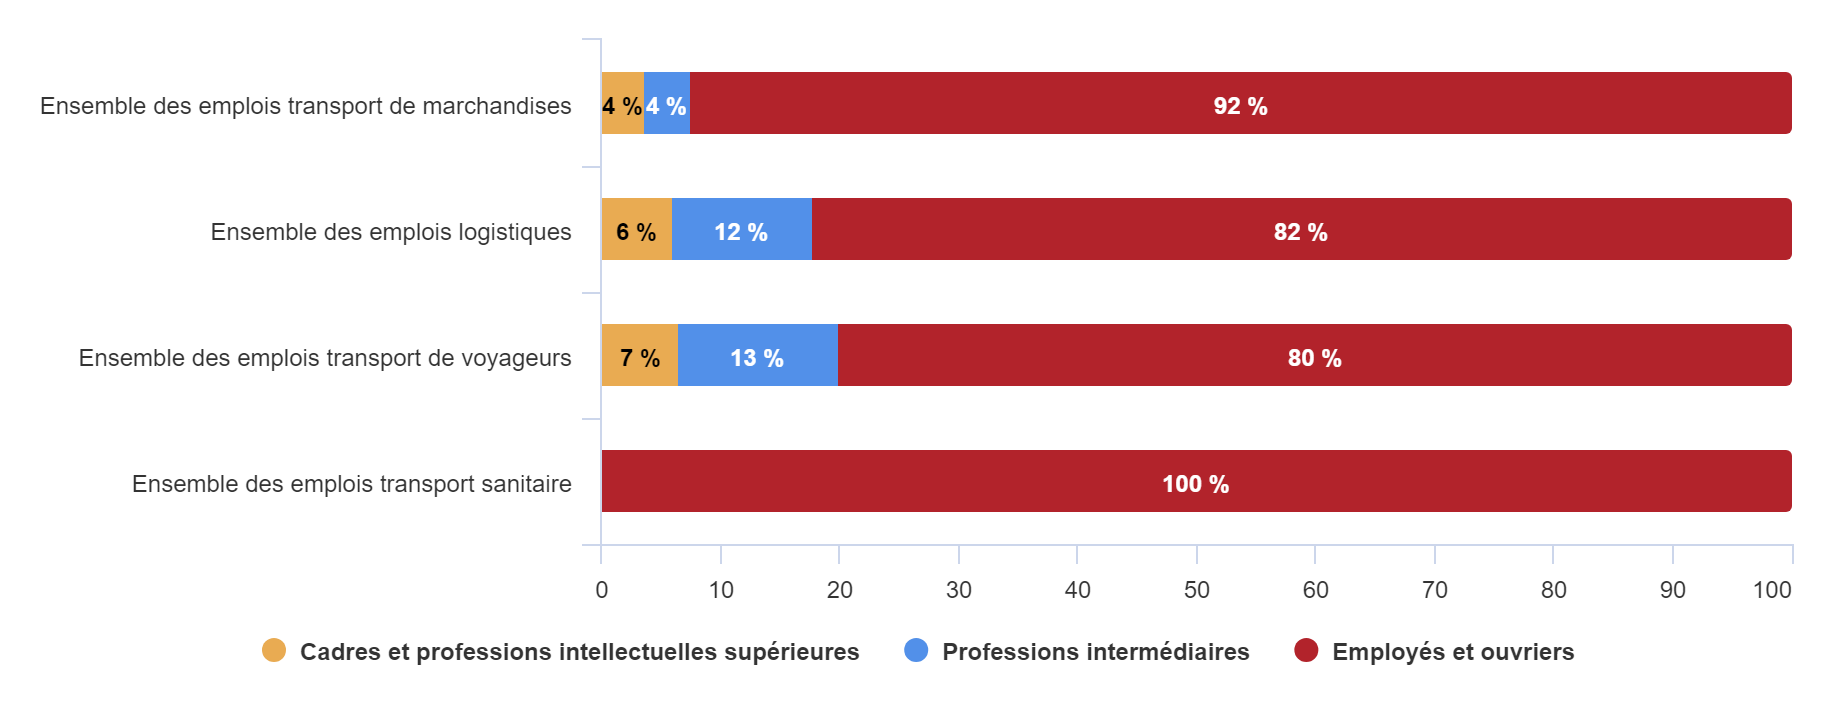 Ensemble des emplois transport de marchandises 4 % 4 % 92 %
Ensemble des emplois logistiques 6 % 12 % 82 %
Ensemble des emplois transport de voyageurs 7 % 13 % 80 %
Ensemble des emplois transport sanitaire 100 %
0 10 20 30 40 50 60 70 80 90 100
Cadres et professions intellectuelles supérieures Professions intermédiaires Employés et ouvriers